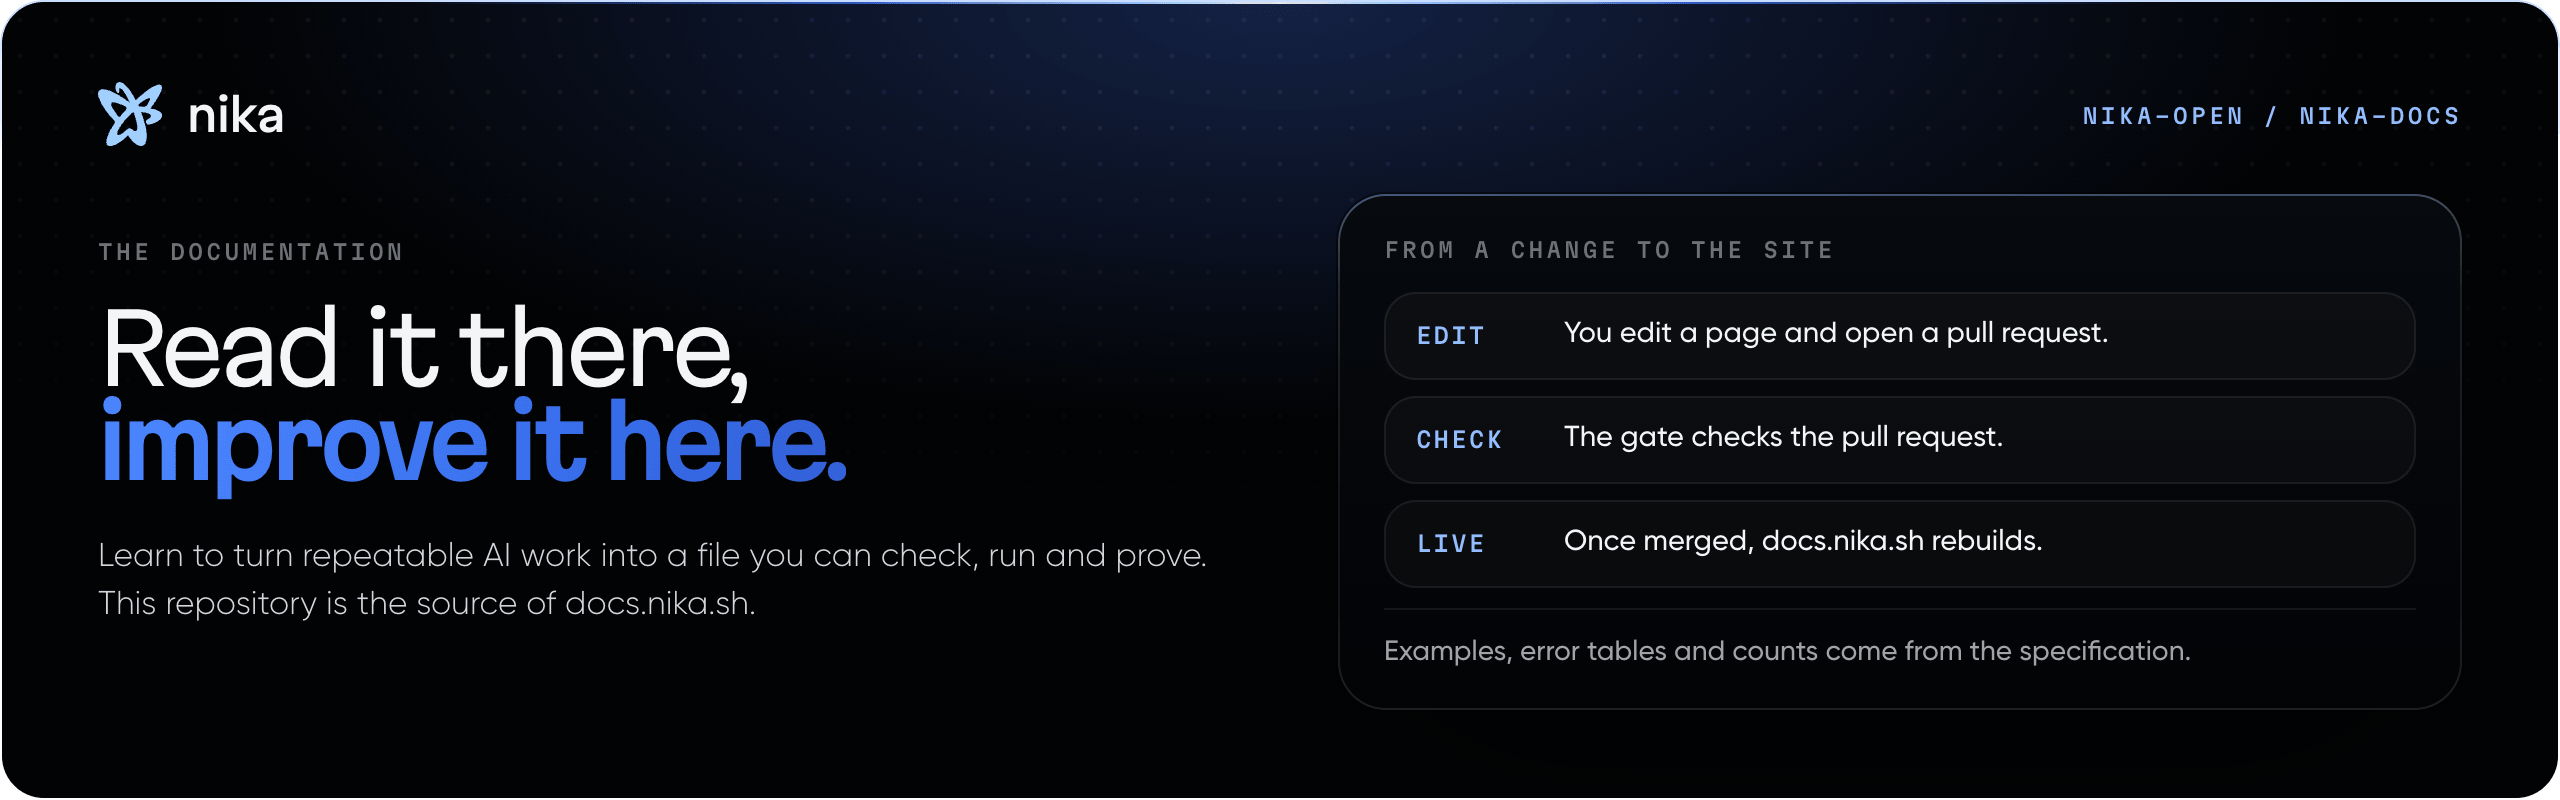 nika
NIKA-OPEN / NIKA-DOCS
THE DOCUMENTATION
Read it there,
improve it here.
Learn to turn repeatable AI work into a file you can check, run and prove.
This repository is the source of docs.nika.sh.
FROM A CHANGE TO THE SITE
EDIT You edit a page and open a pull request.
CHECK The gate checks the pull request.
LIVE Once merged, docs.nika.sh rebuilds.
Examples, error tables and counts come from the specification.